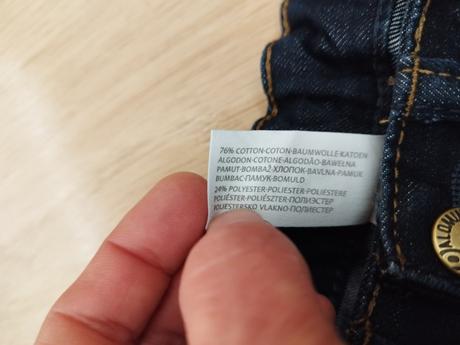 76% COTTON-COTON-BAUMWOLLE-KATOEN
ALGODON-COTONE-ALGODÃO-BAWEŁNA
PAMUT-BOMBAŽ-ХЛОПОК-BAVLNA-PAMUK
BUMBAC-ПАМУК-BOMULD
24% POLYESTER-POLIESTER-POLIESTERE
POLIÉSTER-POLIÉSZTER-ПОЛИЭСТЕР
POLIESTERSKO VLAKNO-ПОЛИЕСТЕР